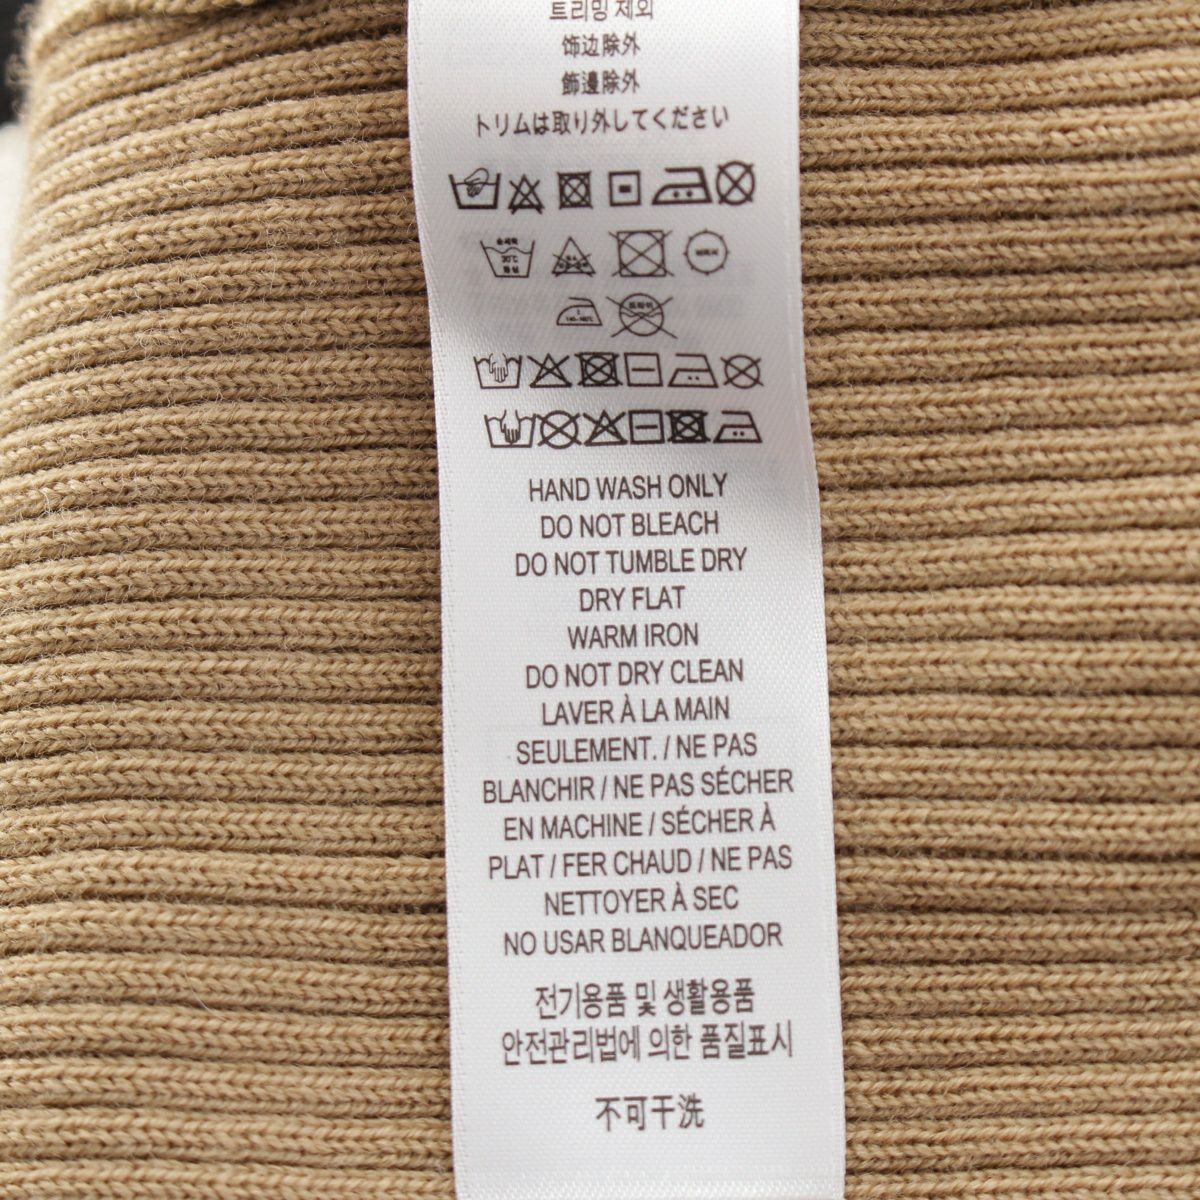 트리밍 제외
饰边除外
飾邊除外
トリムは取り外してください
30℃
HAND WASH ONLY
DO NOT BLEACH
DO NOT TUMBLE DRY
DRY FLAT
WARM IRON
DO NOT DRY CLEAN
LAVER À LA MAIN
SEULEMENT. / NE PAS
BLANCHIR / NE PAS SÉCHER
EN MACHINE / SÉCHER À
PLAT / FER CHAUD / NE PAS
NETTOYER À SEC
NO USAR BLANQUEADOR
전기용품 및 생활용품
안전관리법에 의한 품질표시
不可干洗